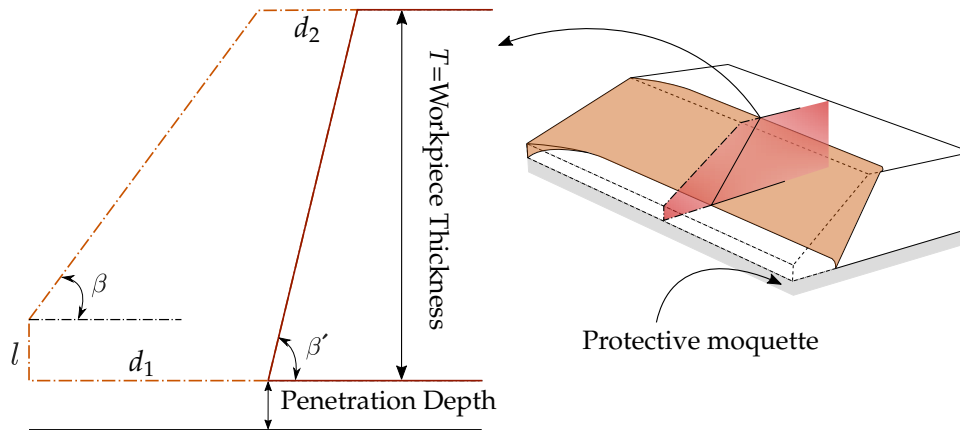 d₂
T=Workpiece Thickness
β
l
d₁
β′
Penetration Depth
Protective moquette